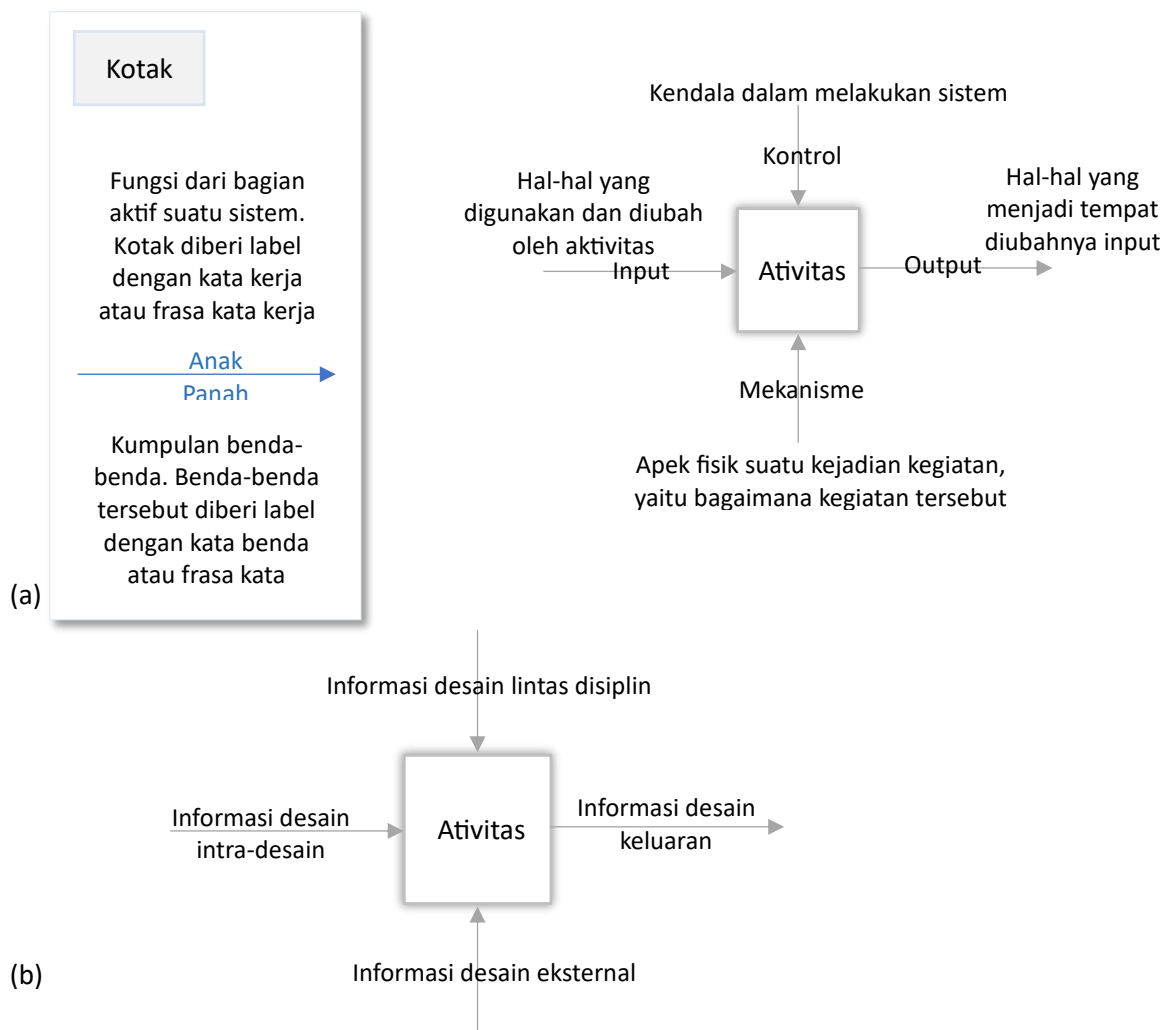 Kotak
Fungsi dari bagian
aktif suatu sistem.
Kotak diberi label
dengan kata kerja
atau frasa kata kerja
Anak
Panah
Kumpulan benda-
benda. Benda-benda
tersebut diberi label
dengan kata benda
atau frasa kata
(a)
Kendala dalam melakukan sistem
Kontrol
Hal-hal yang
digunakan dan diubah
oleh aktivitas
Input
Ativitas
Output
Hal-hal yang
menjadi tempat
diubahnya input
Mekanisme
Apek fisik suatu kejadian kegiatan,
yaitu bagaimana kegiatan tersebut
Informasi desain lintas disiplin
Informasi desain
intra-desain
Ativitas
Informasi desain
keluaran
Informasi desain eksternal
(b)